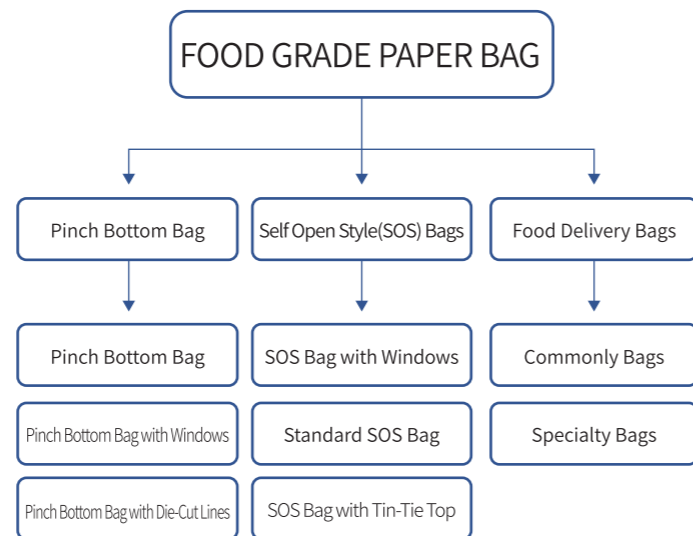 FOOD GRADE PAPER BAG
Pinch Bottom Bag
Self Open Style(SOS) Bags
Food Delivery Bags
Pinch Bottom Bag
SOS Bag with Windows
Commonly Bags
Pinch Bottom Bag with Windows
Standard SOS Bag
Specialty Bags
Pinch Bottom Bag with Die-Cut Lines
SOS Bag with Tin-Tie Top